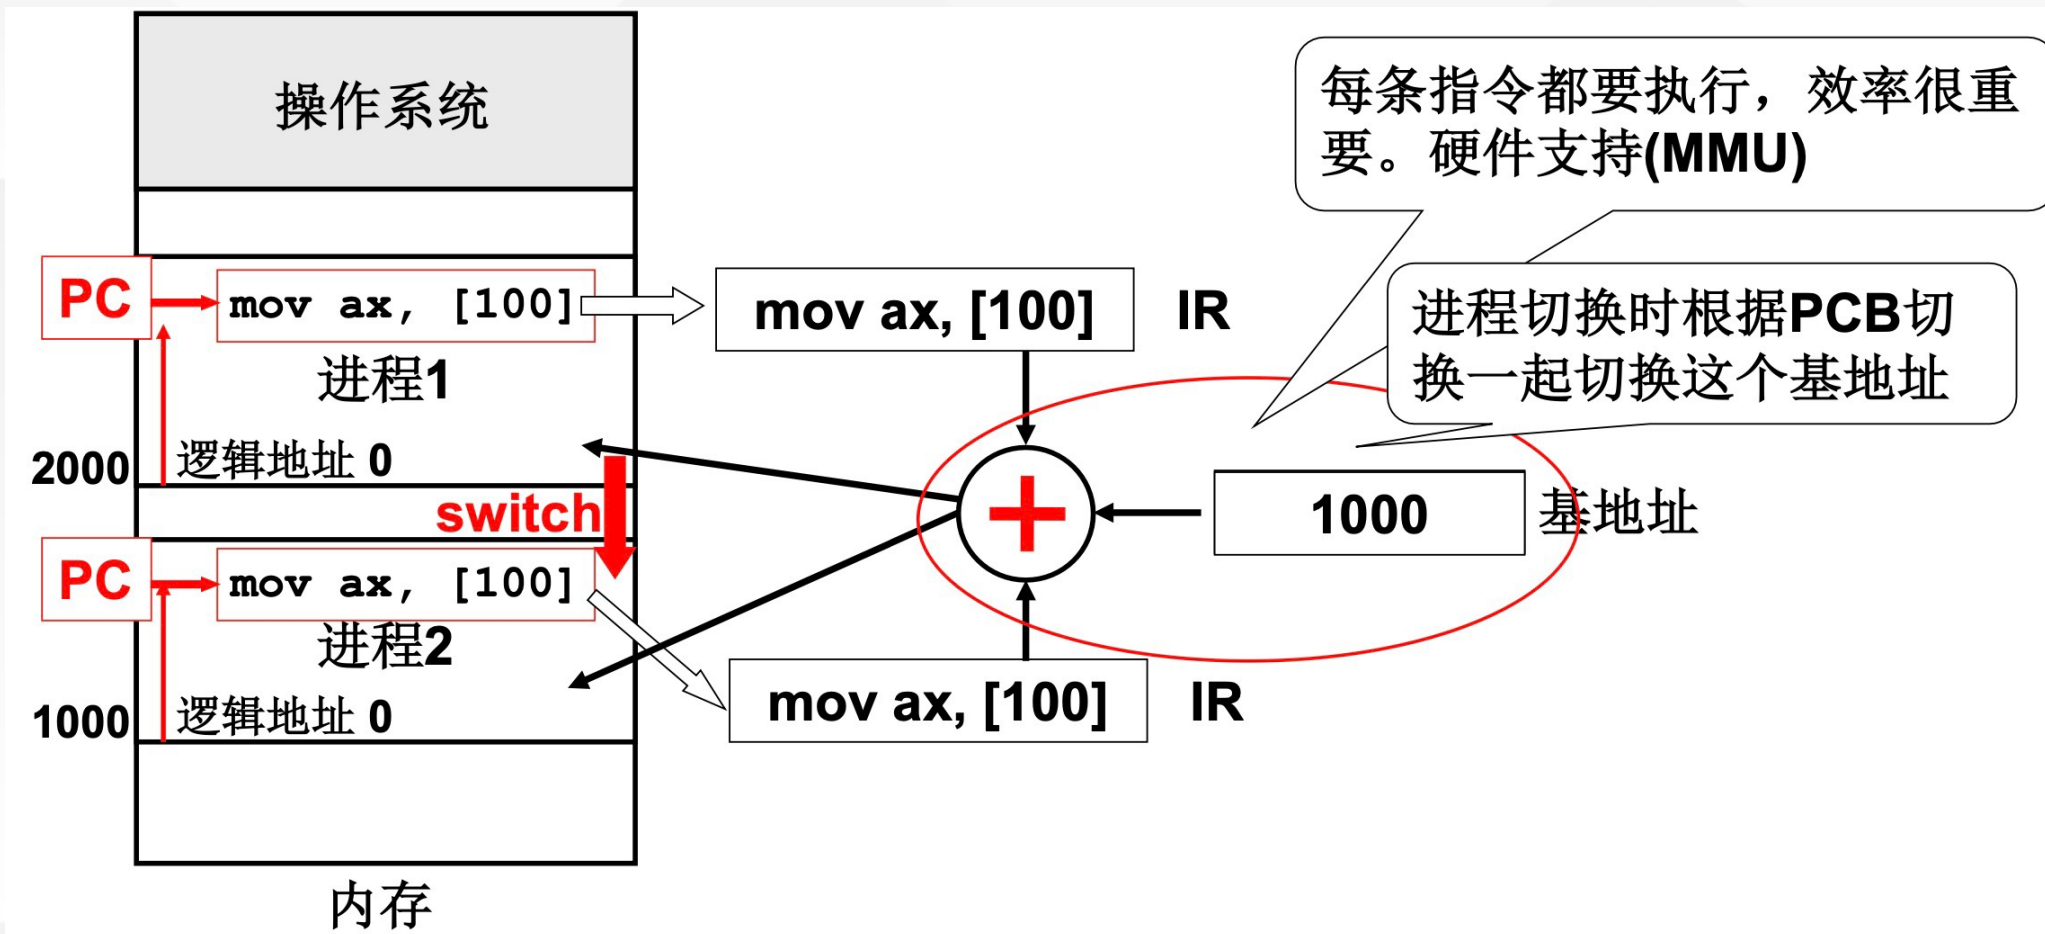 操作系统
每条指令都要执行，效率很重
要。硬件支持(MMU)
PC
mov ax, [100]
mov ax, [100]
IR
进程切换时根据PCB切
换一起切换这个基地址
进程1
2000
逻辑地址 0
switch
+
1000
基地址
PC
mov ax, [100]
进程2
mov ax, [100]
IR
1000
逻辑地址 0
内存